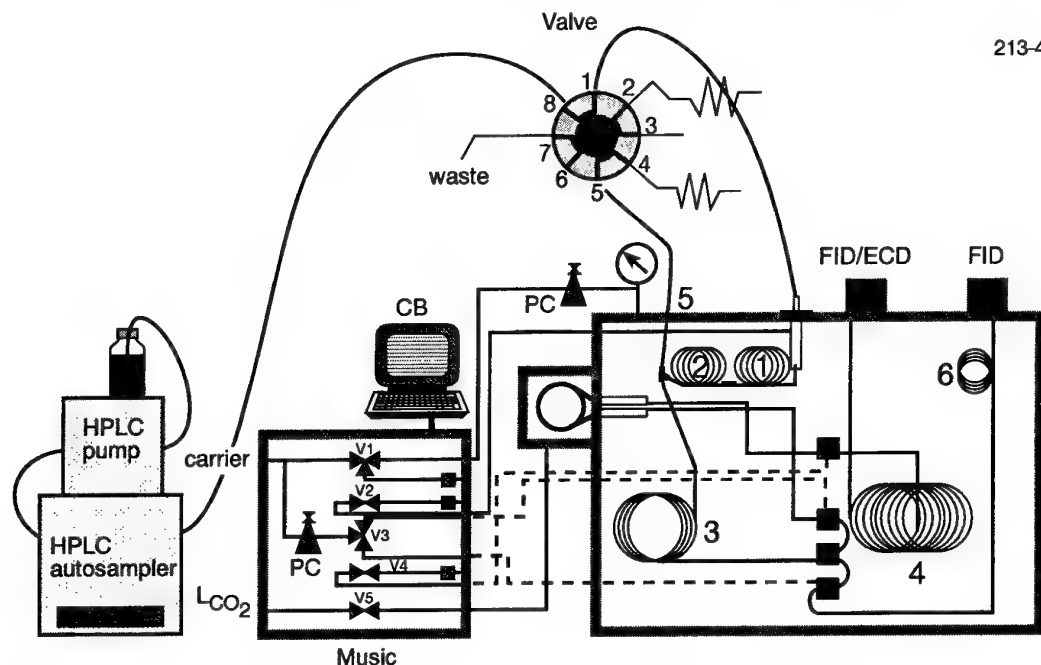 Valve
213-4
1
2
8
3
7
4
6
5
waste
FID/ECD
FID
PC
5
CB
2
1
6
HPLC
pump
carrier
V1
V2
V3
3
4
HPLC
autosampler
PC
V4
LCO2
V5
Music